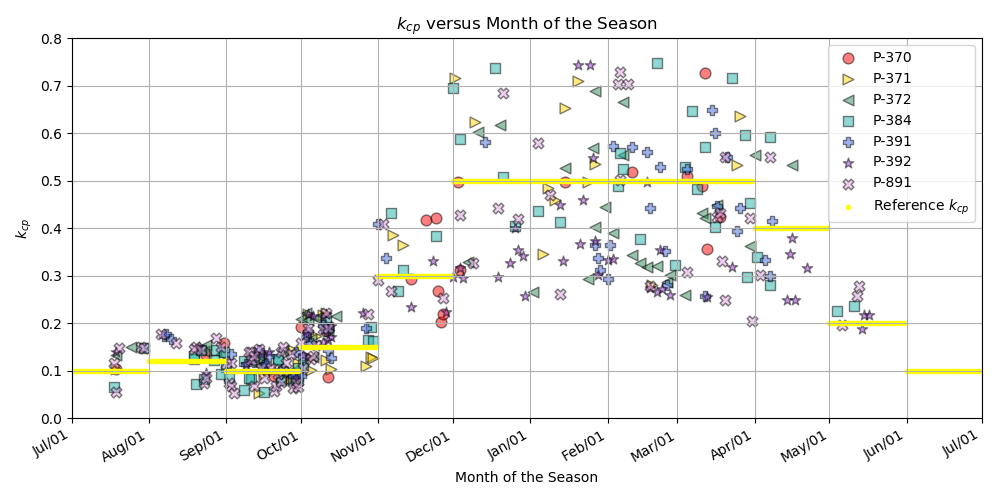 k_cp versus Month of the Season
0.8
0.7
0.6
0.5
0.4
0.3
0.2
0.1
0.0
k_cp
P-370
P-371
P-372
P-384
P-391
P-392
P-891
Reference k_cp
Jul/01
Aug/01
Sep/01
Oct/01
Nov/01
Dec/01
Jan/01
Feb/01
Mar/01
Apr/01
May/01
Jun/01
Jul/01
Month of the Season